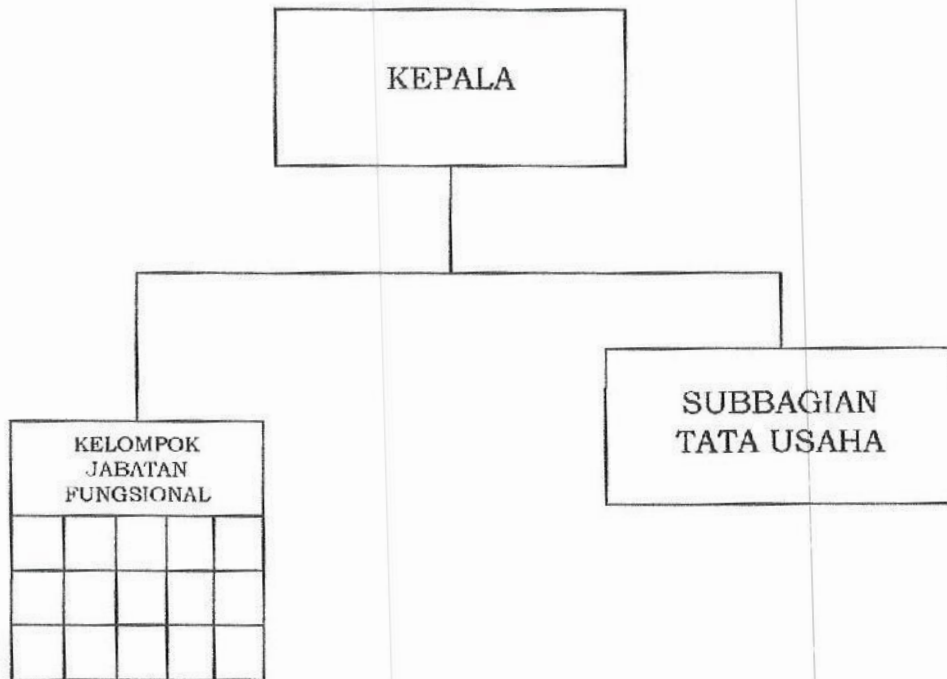 KEPALA
SUBBAGIAN
TATA USAHA
KELOMPOK
JABATAN
FUNGSIONAL